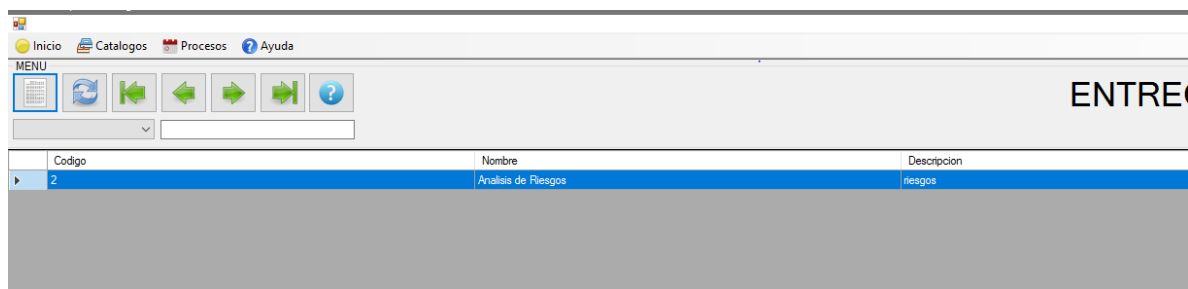 Inicio Catalogos Procesos Ayuda
MENU
ENTREG
Codigo Nombre Descripcion
2 Analisis de Riesgos riesgos